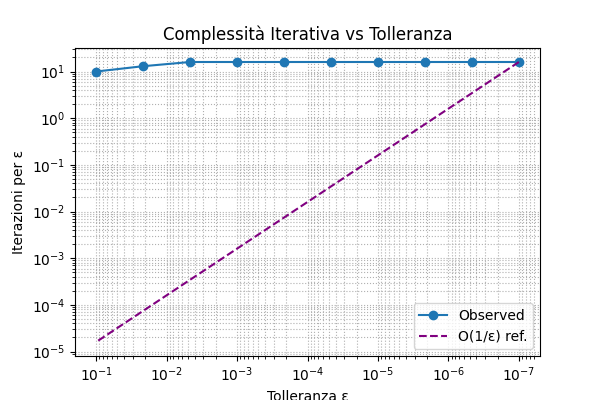 Complessità Iterativa vs Tolleranza
Iterazioni per ε
10¹
10⁰
10⁻¹
10⁻²
10⁻³
10⁻⁴
10⁻⁵
Observed
O(1/ε) ref.
10⁻¹ 10⁻² 10⁻³ 10⁻⁴ 10⁻⁵ 10⁻⁶ 10⁻⁷
Tolleranza ε